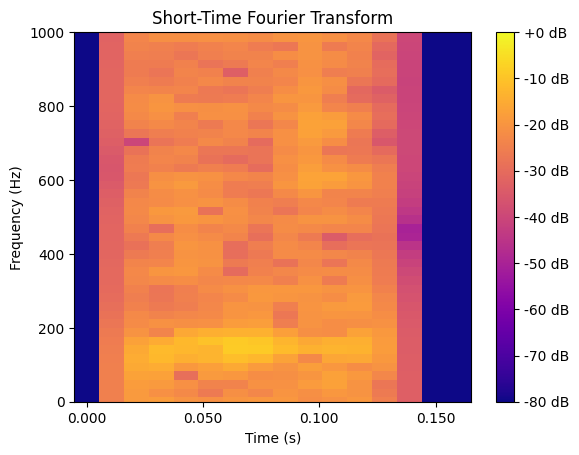 Short-Time Fourier Transform
1000
800
600
400
200
0
Frequency (Hz)
0.000
0.050
0.100
0.150
Time (s)
+0 dB
-10 dB
-20 dB
-30 dB
-40 dB
-50 dB
-60 dB
-70 dB
-80 dB